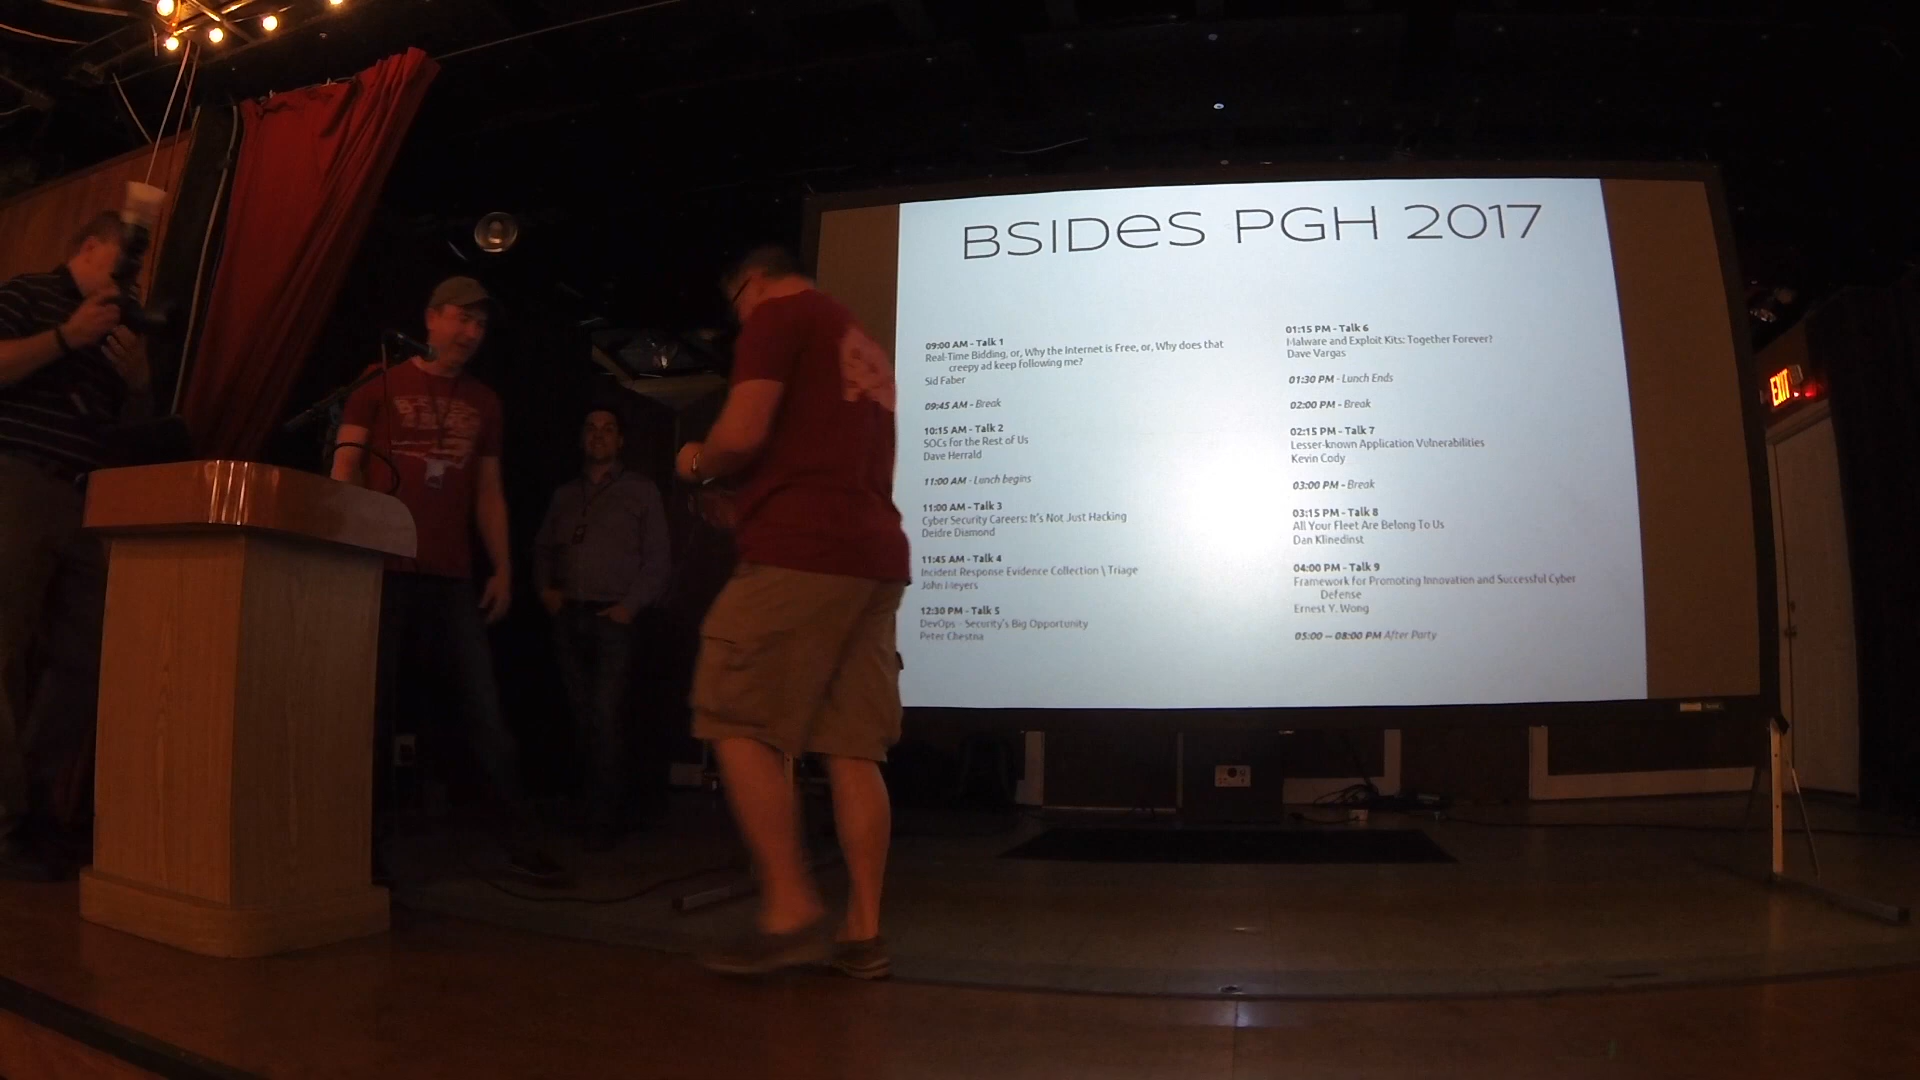 BSIDES PGH 2017
09:00 AM - Talk 1
Real-Time Bidding, or, Why the Internet is Free, or, Why does that
creepy ad keep following me?
Sid Faber
09:45 AM - Break
10:15 AM - Talk 2
SOCs for the Rest of Us
Dave Herrald
11:00 AM - Lunch begins
11:00 AM - Talk 3
Cyber Security Careers: It's Not Just Hacking
Deidre Diamond
11:45 AM - Talk 4
Incident Response Evidence Collection \ Triage
John Meyers
12:30 PM - Talk 5
DevOps - Security's Big Opportunity
Peter Chestna
01:15 PM - Talk 6
Malware and Exploit Kits: Together Forever?
Dave Vargas
01:30 PM - Lunch Ends
02:00 PM - Break
02:15 PM - Talk 7
Lesser-known Application Vulnerabilities
Kevin Cody
03:00 PM - Break
03:15 PM - Talk 8
All Your Fleet Are Belong To Us
Dan Klinedinst
04:00 PM - Talk 9
Framework for Promoting Innovation and Successful Cyber
Defense
Ernest Y. Wong
05:00 – 08:00 PM After Party
EXIT